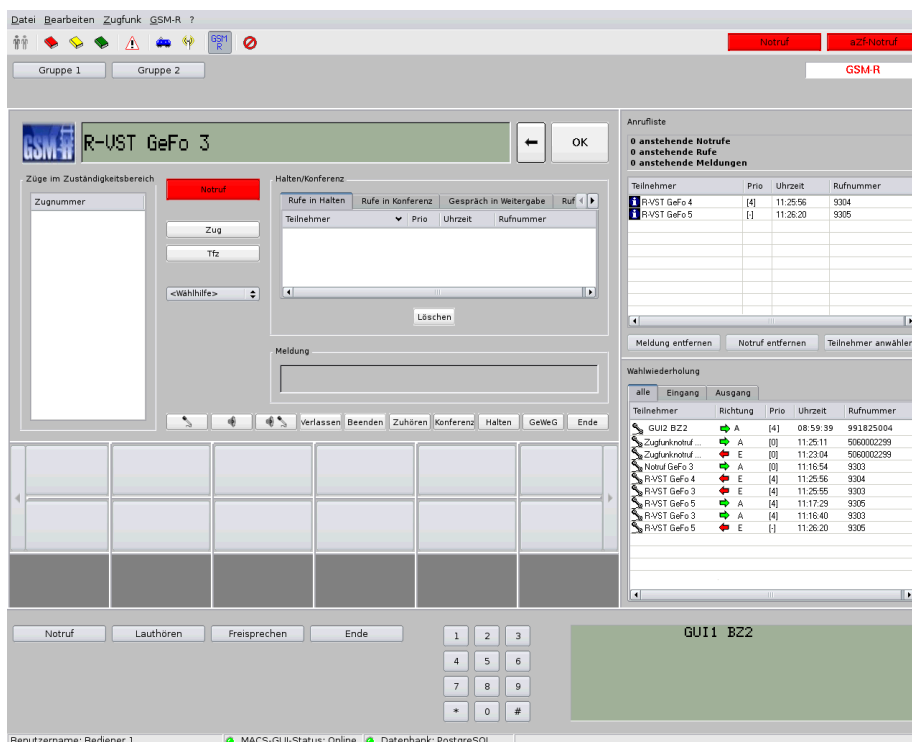 Datei Bearbeiten Zugfunk GSM-R ?
GSM R Notruf a2f-Notruf
Gruppe 1 Gruppe 2 GSM-R
GSM-R R-VST GeFo 3 OK
Züge im Zuständigkeitsbereich
Zugnummer
Notruf
Zug
Tfz
<Wählhilfe>
Halten/Konferenz
Rufe in Halten Rufe in Konferenz Gespräch in Weitergabe Ruf
Teilnehmer Prio Uhrzeit Rufnummer
Löschen
Meldung
Verlassen Beenden Zuhören Konferenz Halten GeWeG Ende
Anrufliste
0 anstehende Notrufe
0 anstehende Rufe
0 anstehende Meldungen
Teilnehmer Prio Uhrzeit Rufnummer
R-VST GeFo 4 [4] 11:25:56 9304
R-VST GeFo 5 [-] 11:26:20 9305
Meldung entfernen Notruf entfernen Teilnehmer anwähler
Wahlwiederholung
alle Eingang Ausgang
Teilnehmer Richtung Prio Uhrzeit Rufnummer
GUI2 BZ2 A [4] 08:59:39 991825004
Zugfunknotruf ... A [0] 11:25:11 5060002299
Zugfunknotruf ... E [0] 11:23:04 5060002299
Notruf GeFo 3 A [0] 11:16:54 9303
R-VST GeFo 4 E [4] 11:25:56 9304
R-VST GeFo 3 E [4] 11:25:55 9303
R-VST GeFo 5 A [4] 11:17:29 9305
R-VST GeFo 3 A [4] 11:16:40 9303
R-VST GeFo 5 E [-] 11:26:20 9305
Notruf Lauthören Freisprechen Ende
1 2 3
4 5 6
7 8 9
* 0 #
GUI1 BZ2
Benutzername: Bediener 1 MACS-GUI-Status: Online Datenbank: PostgreSQL